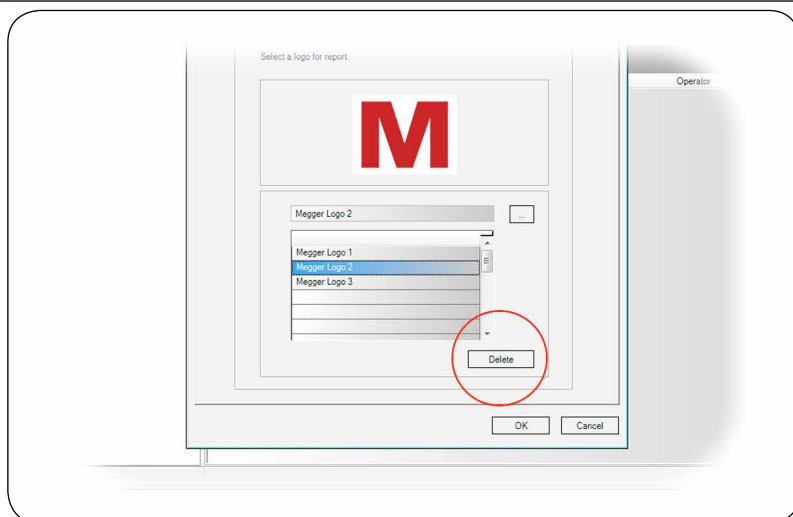 Select a logo for report
Operator
M
Megger Logo 2
...
Megger Logo 1
Megger Logo 2
Megger Logo 3
Delete
OK
Cancel